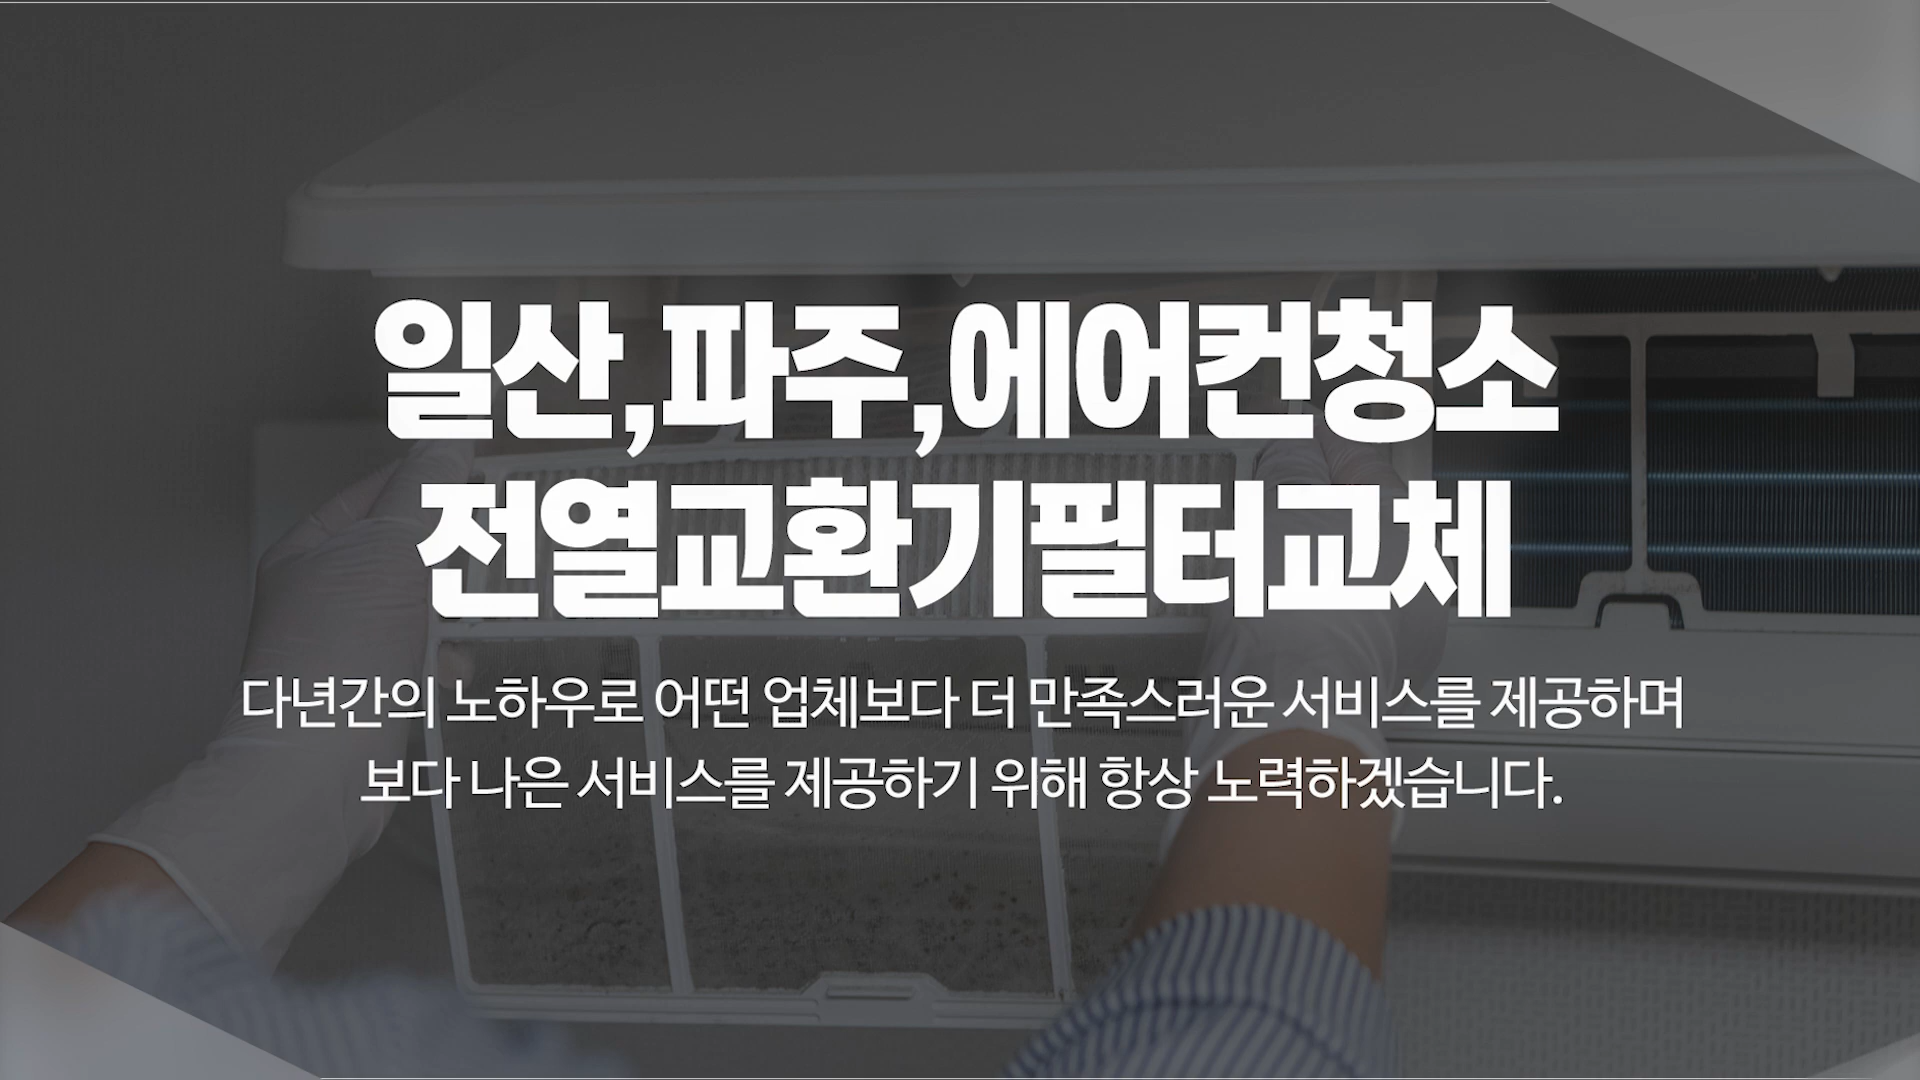 일산,파주,에어컨청소
전열교환기필터교체
다년간의 노하우로 어떤 업체보다 더 만족스러운 서비스를 제공하며
보다 나은 서비스를 제공하기 위해 항상 노력하겠습니다.